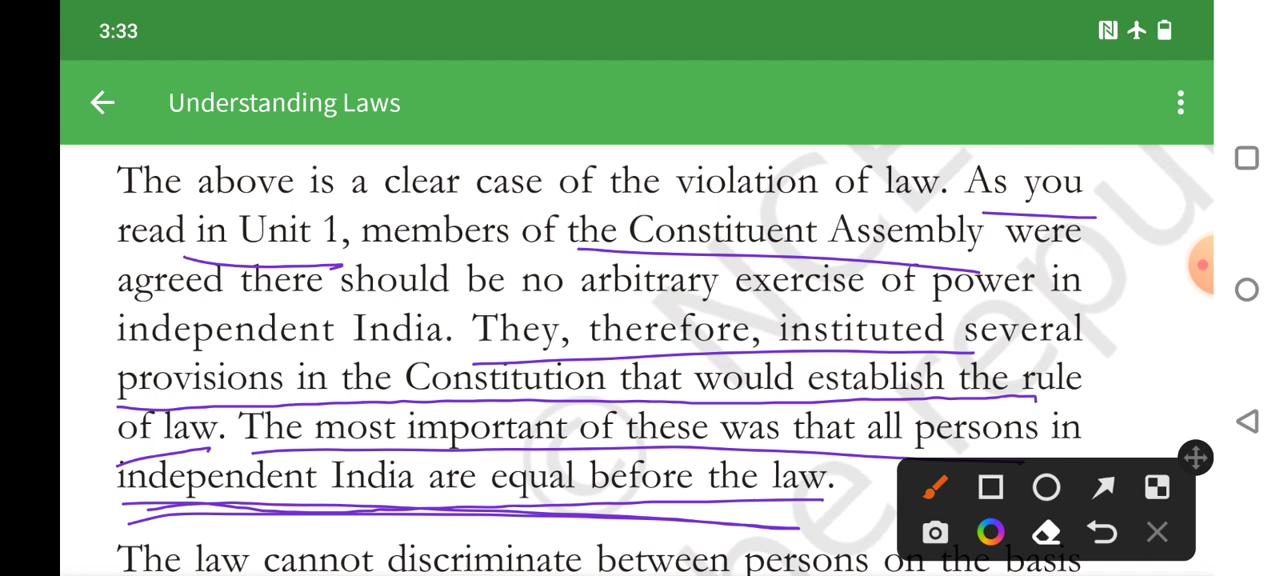 3:33
Understanding Laws
The above is a clear case of the violation of law. As you
read in Unit 1, members of the Constituent Assembly were
agreed there should be no arbitrary exercise of power in
independent India. They, therefore, instituted several
provisions in the Constitution that would establish the rule
of law. The most important of these was that all persons in
independent India are equal before the law.
The law cannot discriminate between persons on the basis